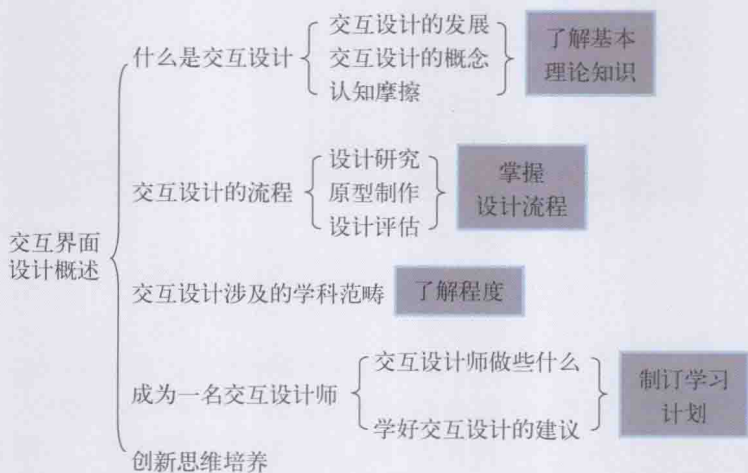 交互界面
设计概述
什么是交互设计
交互设计的发展
交互设计的概念
认知摩擦
了解基本
理论知识
交互设计的流程
设计研究
原型制作
设计评估
掌握
设计流程
交互设计涉及的学科范畴
了解程度
成为一名交互设计师
交互设计师做些什么
学好交互设计的建议
制订学习
计划
创新思维培养